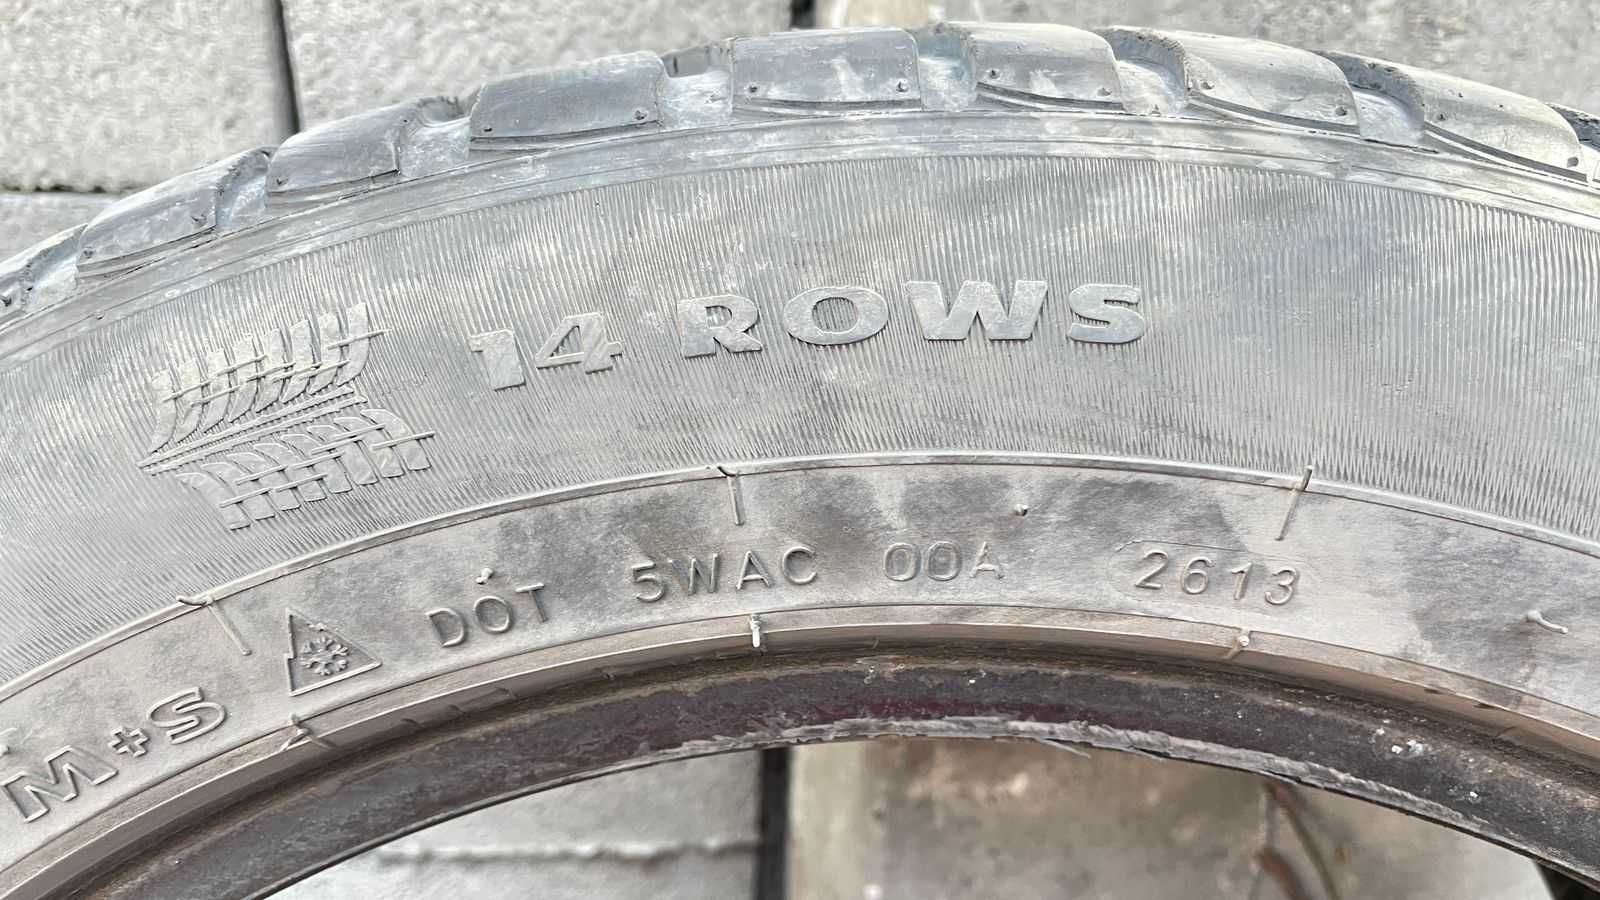 14 ROWS
M+S DOT 5WAC 00A 2613